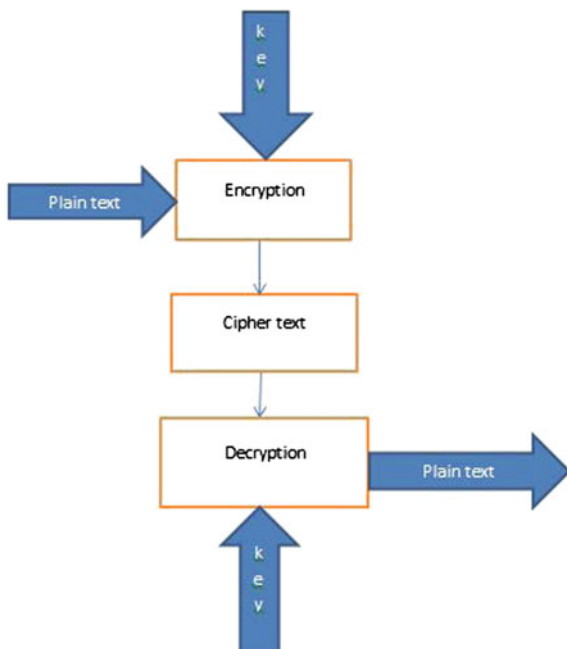 k
e
y
Plain text
Encryption
Cipher text
Decryption
Plain text
k
e
y